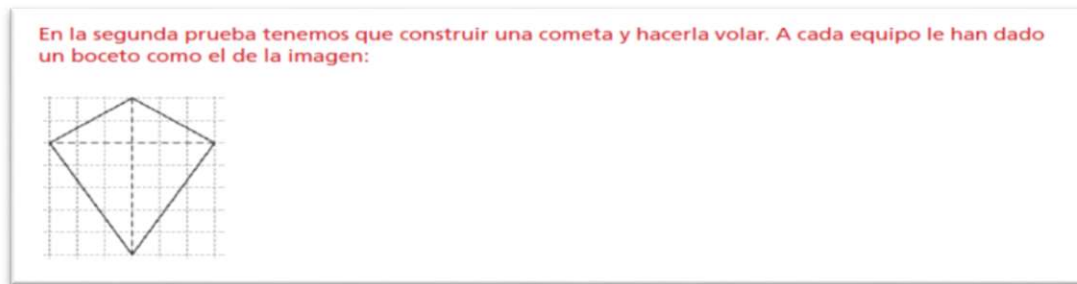 En la segunda prueba tenemos que construir una cometa y hacerla volar. A cada equipo le han dado
un boceto como el de la imagen: